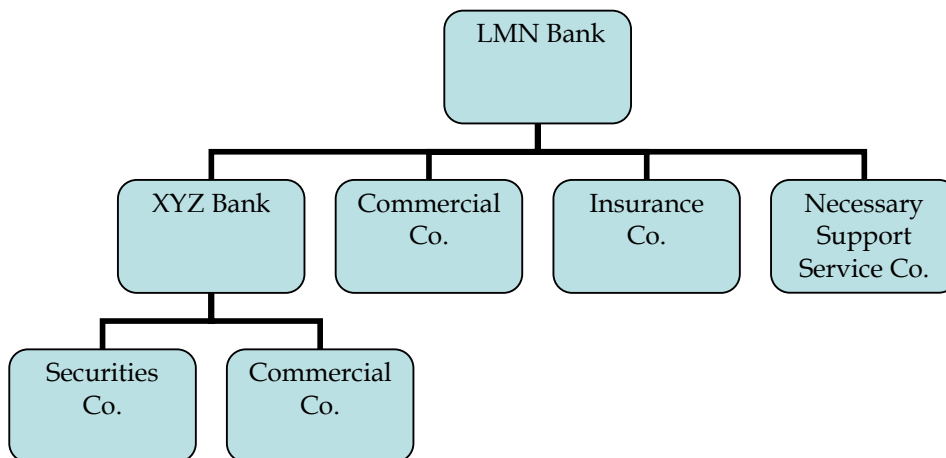 LMN Bank
XYZ Bank
Commercial
Co.
Insurance
Co.
Necessary
Support
Service Co.
Securities
Co.
Commercial
Co.